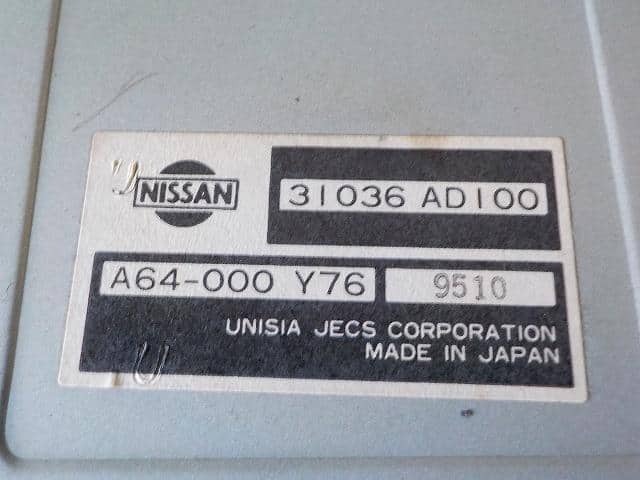 NISSAN
31036 AD100
A64-000 Y76 9510
UNISIA JECS CORPORATION
MADE IN JAPAN